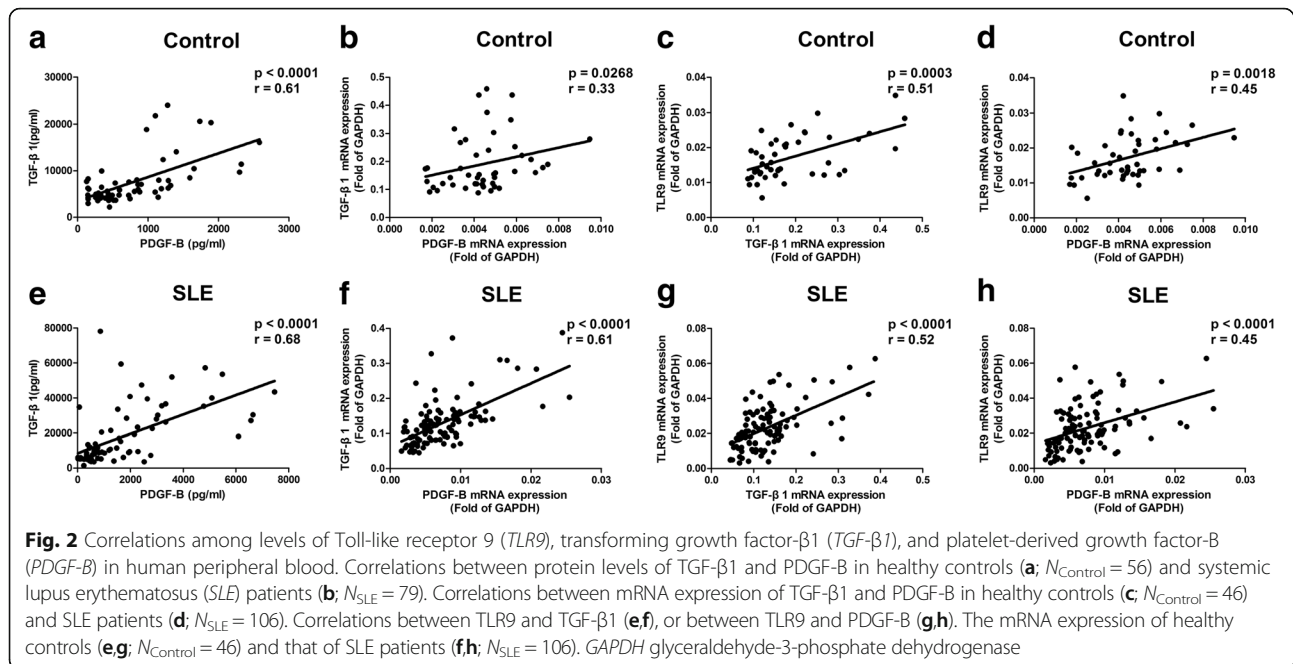 a
Control
p < 0.0001
r = 0.61
TGF-β 1(pg/ml)
30000
20000
10000
0
0
1000
2000
3000
PDGF-B (pg/ml)
b
Control
p = 0.0268
r = 0.33
TGF-β 1 mRNA expression
(Fold of GAPDH)
0.5
0.4
0.3
0.2
0.1
0.0
0.000
0.002
0.004
0.006
0.008
0.010
PDGF-B mRNA expression
(Fold of GAPDH)
c
Control
p = 0.0003
r = 0.51
TLR9 mRNA expression
(Fold of GAPDH)
0.04
0.03
0.02
0.01
0.00
0.0
0.1
0.2
0.3
0.4
0.5
TGF-β 1 mRNA expression
(Fold of GAPDH)
d
Control
p = 0.0018
r = 0.45
TLR9 mRNA expression
(Fold of GAPDH)
0.04
0.03
0.02
0.01
0.00
0.000
0.002
0.004
0.006
0.008
0.010
PDGF-B mRNA expression
(Fold of GAPDH)
e
SLE
p < 0.0001
r = 0.68
TGF-β 1(pg/ml)
80000
60000
40000
20000
0
0
2000
4000
6000
8000
PDGF-B (pg/ml)
f
SLE
p < 0.0001
r = 0.61
TGF-β 1 mRNA expression
(Fold of GAPDH)
0.4
0.3
0.2
0.1
0.0
0.00
0.01
0.02
0.03
PDGF-B mRNA expression
(Fold of GAPDH)
g
SLE
p < 0.0001
r = 0.52
TLR9 mRNA expression
(Fold of GAPDH)
0.08
0.06
0.04
0.02
0.00
0.0
0.1
0.2
0.3
0.4
0.5
TGF-β 1 mRNA expression
(Fold of GAPDH)
h
SLE
p < 0.0001
r = 0.45
TLR9 mRNA expression
(Fold of GAPDH)
0.08
0.06
0.04
0.02
0.00
0.00
0.01
0.02
0.03
PDGF-B mRNA expression
(Fold of GAPDH)
Fig. 2 Correlations among levels of Toll-like receptor 9 (TLR9), transforming growth factor-β1 (TGF-β1), and platelet-derived growth factor-B
(PDGF-B) in human peripheral blood. Correlations between protein levels of TGF-β1 and PDGF-B in healthy controls (a; NControl = 56) and systemic
lupus erythematosus (SLE) patients (b; NSLE = 79). Correlations between mRNA expression of TGF-β1 and PDGF-B in healthy controls (c; NControl = 46)
and SLE patients (d; NSLE = 106). Correlations between TLR9 and TGF-β1 (e,f), or between TLR9 and PDGF-B (g,h). The mRNA expression of healthy
controls (e,g; NControl = 46) and that of SLE patients (f,h; NSLE = 106). GAPDH glyceraldehyde-3-phosphate dehydrogenase